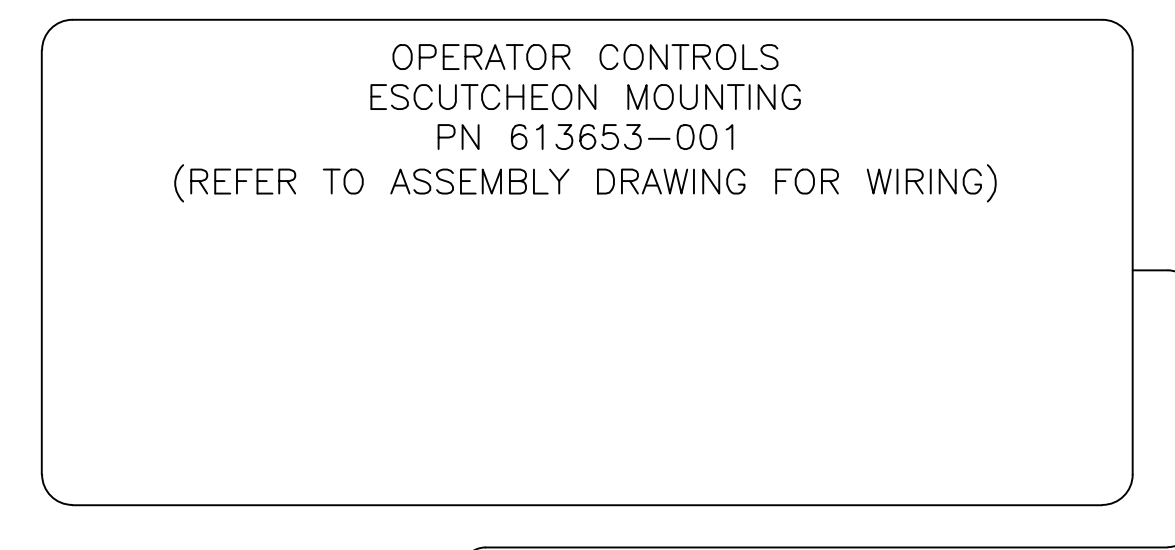 OPERATOR CONTROLS
ESCUTCHEON MOUNTING
PN 613653-001
(REFER TO ASSEMBLY DRAWING FOR WIRING)